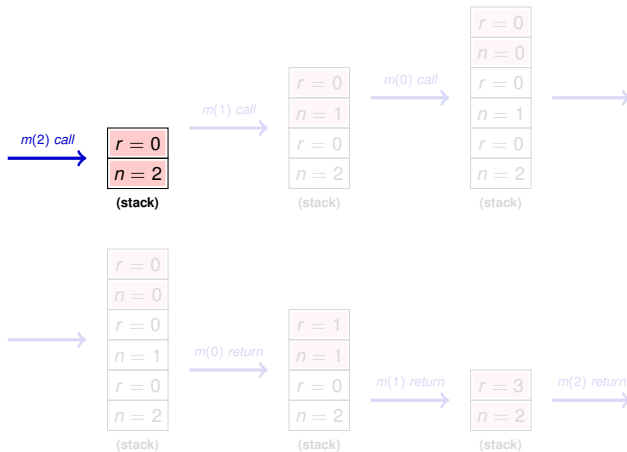 m(2) call
r = 0
n = 2
(stack)
m(1) call
r = 0
n = 1
r = 0
n = 2
(stack)
m(0) call
r = 0
n = 0
r = 0
n = 1
r = 0
n = 2
(stack)
r = 0
n = 0
r = 0
n = 1
r = 0
n = 2
(stack)
m(0) return
r = 1
n = 1
r = 0
n = 2
(stack)
m(1) return
r = 3
n = 2
(stack)
m(2) return